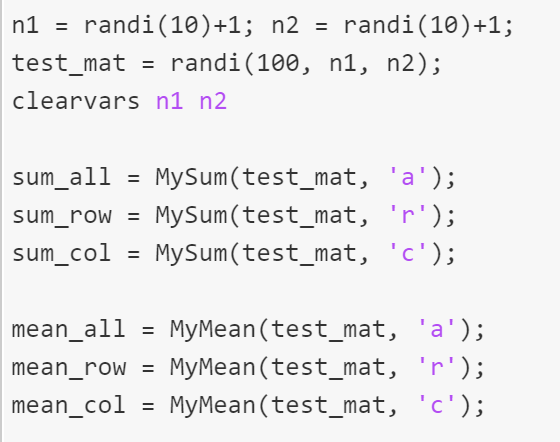 n1 = randi(10)+1; n2 = randi(10)+1;
test_mat = randi(100, n1, n2);
clearvars n1 n2
sum_all = MySum(test_mat, 'a');
sum_row = MySum(test_mat, 'r');
sum_col = MySum(test_mat, 'c');
mean_all = MyMean(test_mat, 'a');
mean_row = MyMean(test_mat, 'r');
mean_col = MyMean(test_mat, 'c');